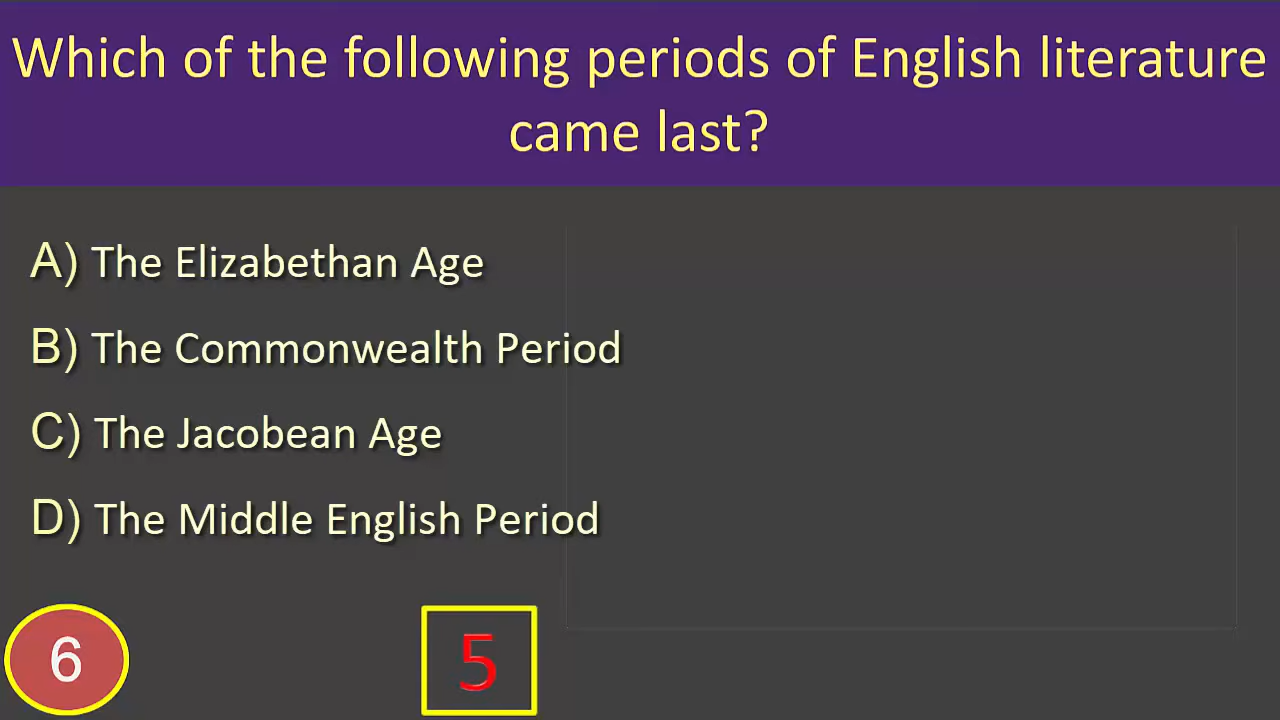 Which of the following periods of English literature
came last?
A) The Elizabethan Age
B) The Commonwealth Period
C) The Jacobean Age
D) The Middle English Period
6
5